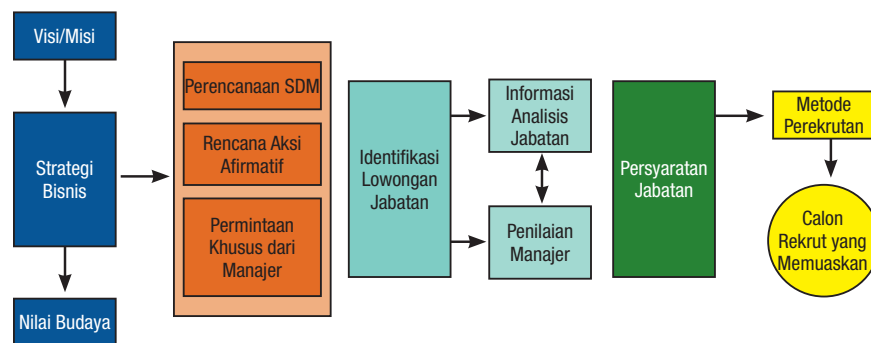 Visi/Misi
Strategi
Bisnis
Nilai Budaya
Perencanaan SDM
Rencana Aksi
Afirmatif
Permintaan
Khusus dari
Manajer
Identifikasi
Lowongan
Jabatan
Informasi
Analisis
Jabatan
Penilaian
Manajer
Persyaratan
Jabatan
Metode
Perekrutan
Calon
Rekrut yang
Memuaskan